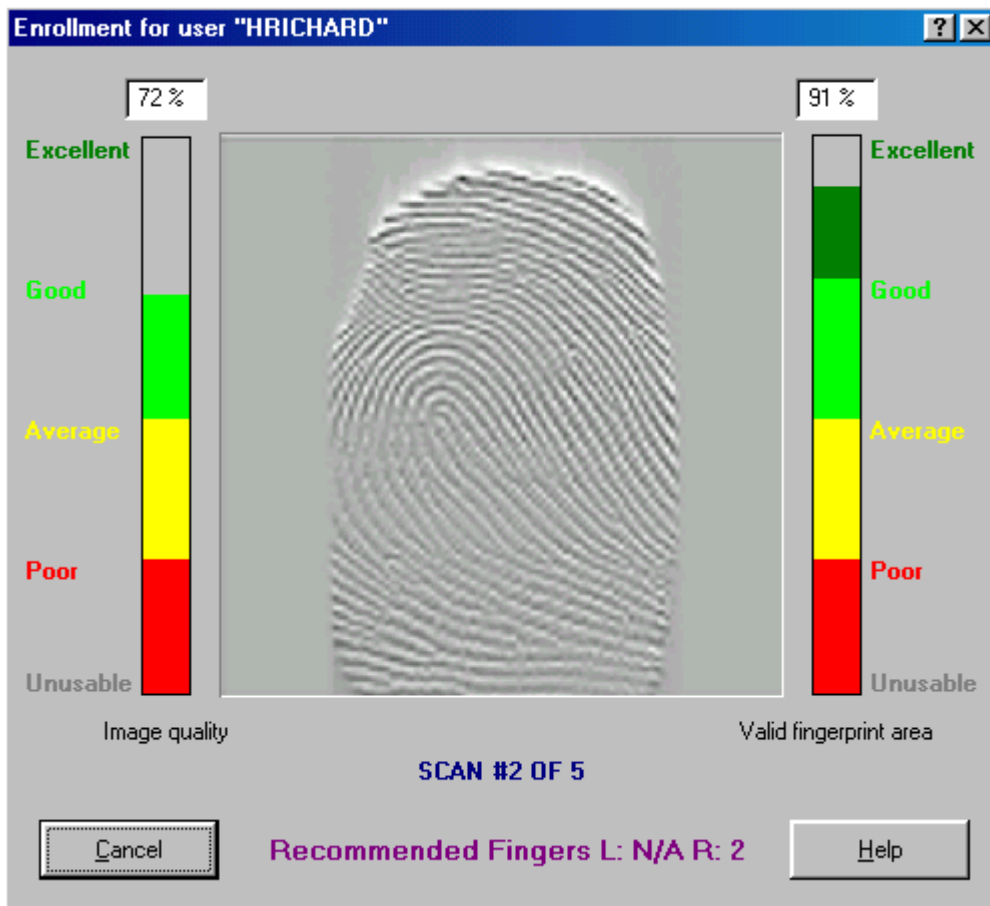 Enrollment for user "HRICHARD"
72 %
91 %
Excellent
Excellent
Good
Good
Average
Average
Poor
Poor
Unusable
Unusable
Image quality
Valid fingerprint area
SCAN #2 OF 5
Cancel
Recommended Fingers L: N/A R: 2
Help